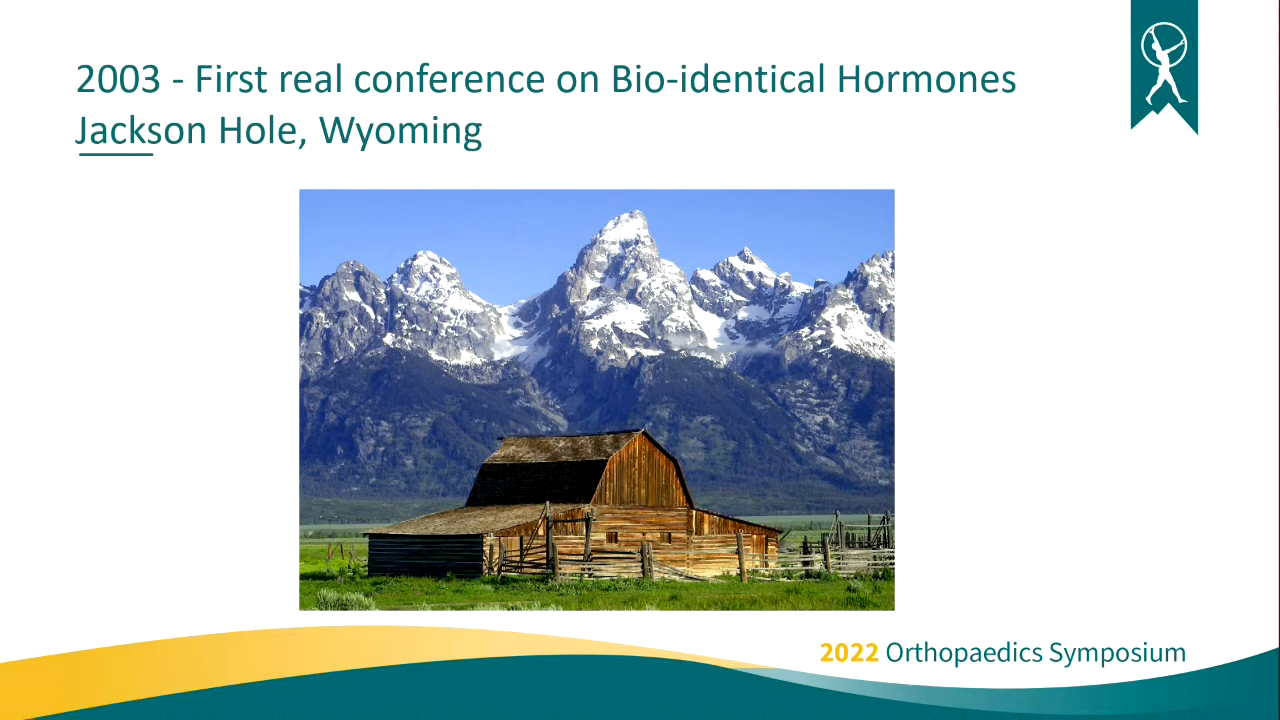 2003 - First real conference on Bio-identical Hormones
Jackson Hole, Wyoming
2022 Orthopaedics Symposium